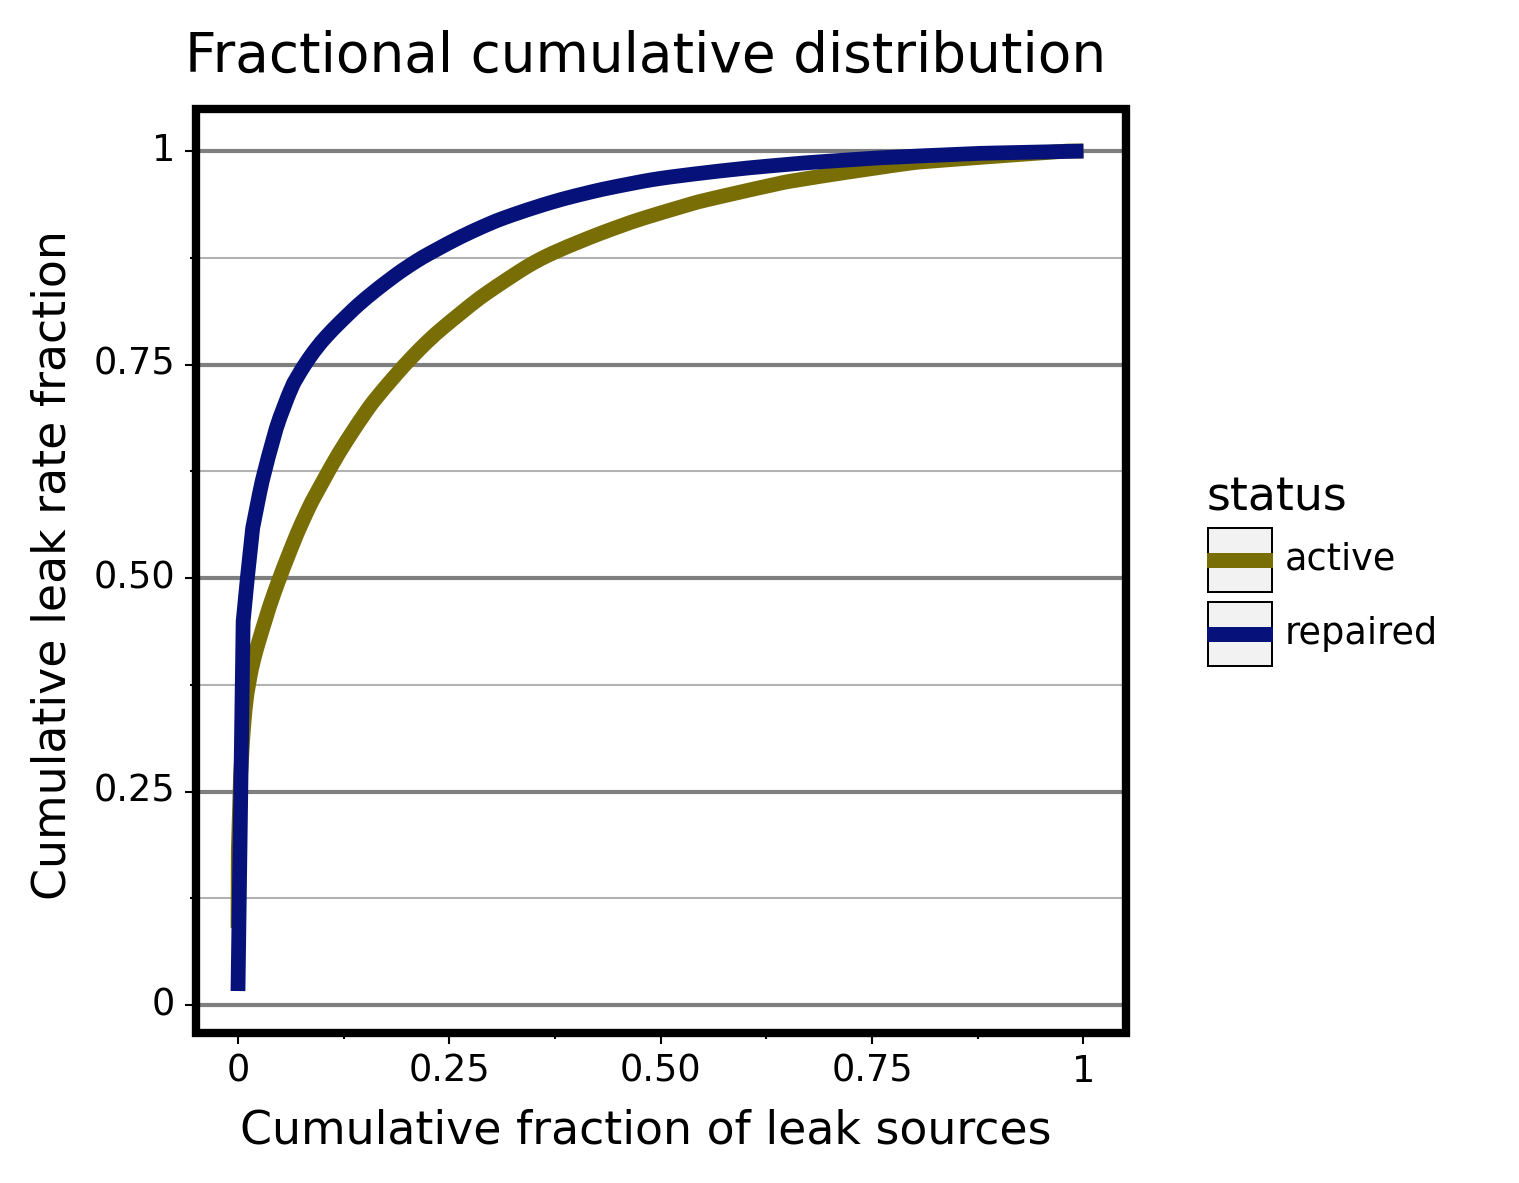 Fractional cumulative distribution
Cumulative leak rate fraction
1
0.75
0.50
0.25
0
0
0.25
0.50
0.75
1
Cumulative fraction of leak sources
status
active
repaired